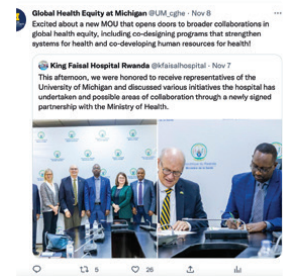 Global Health Equity at Michigan @UM_cghe · Nov 8
Excited about a new MOU that opens doors to broader collaborations in
global health equity, including co-designing programs that strengthen
systems for health and co-developing human resources for health!
King Faisal Hospital Rwanda @kfaisalhospital · Nov 7
This afternoon, we were honored to receive representatives of the
University of Michigan and discussed various initiatives the hospital has
undertaken and possible areas of collaboration through a newly signed
partnership with the Ministry of Health.
5
26